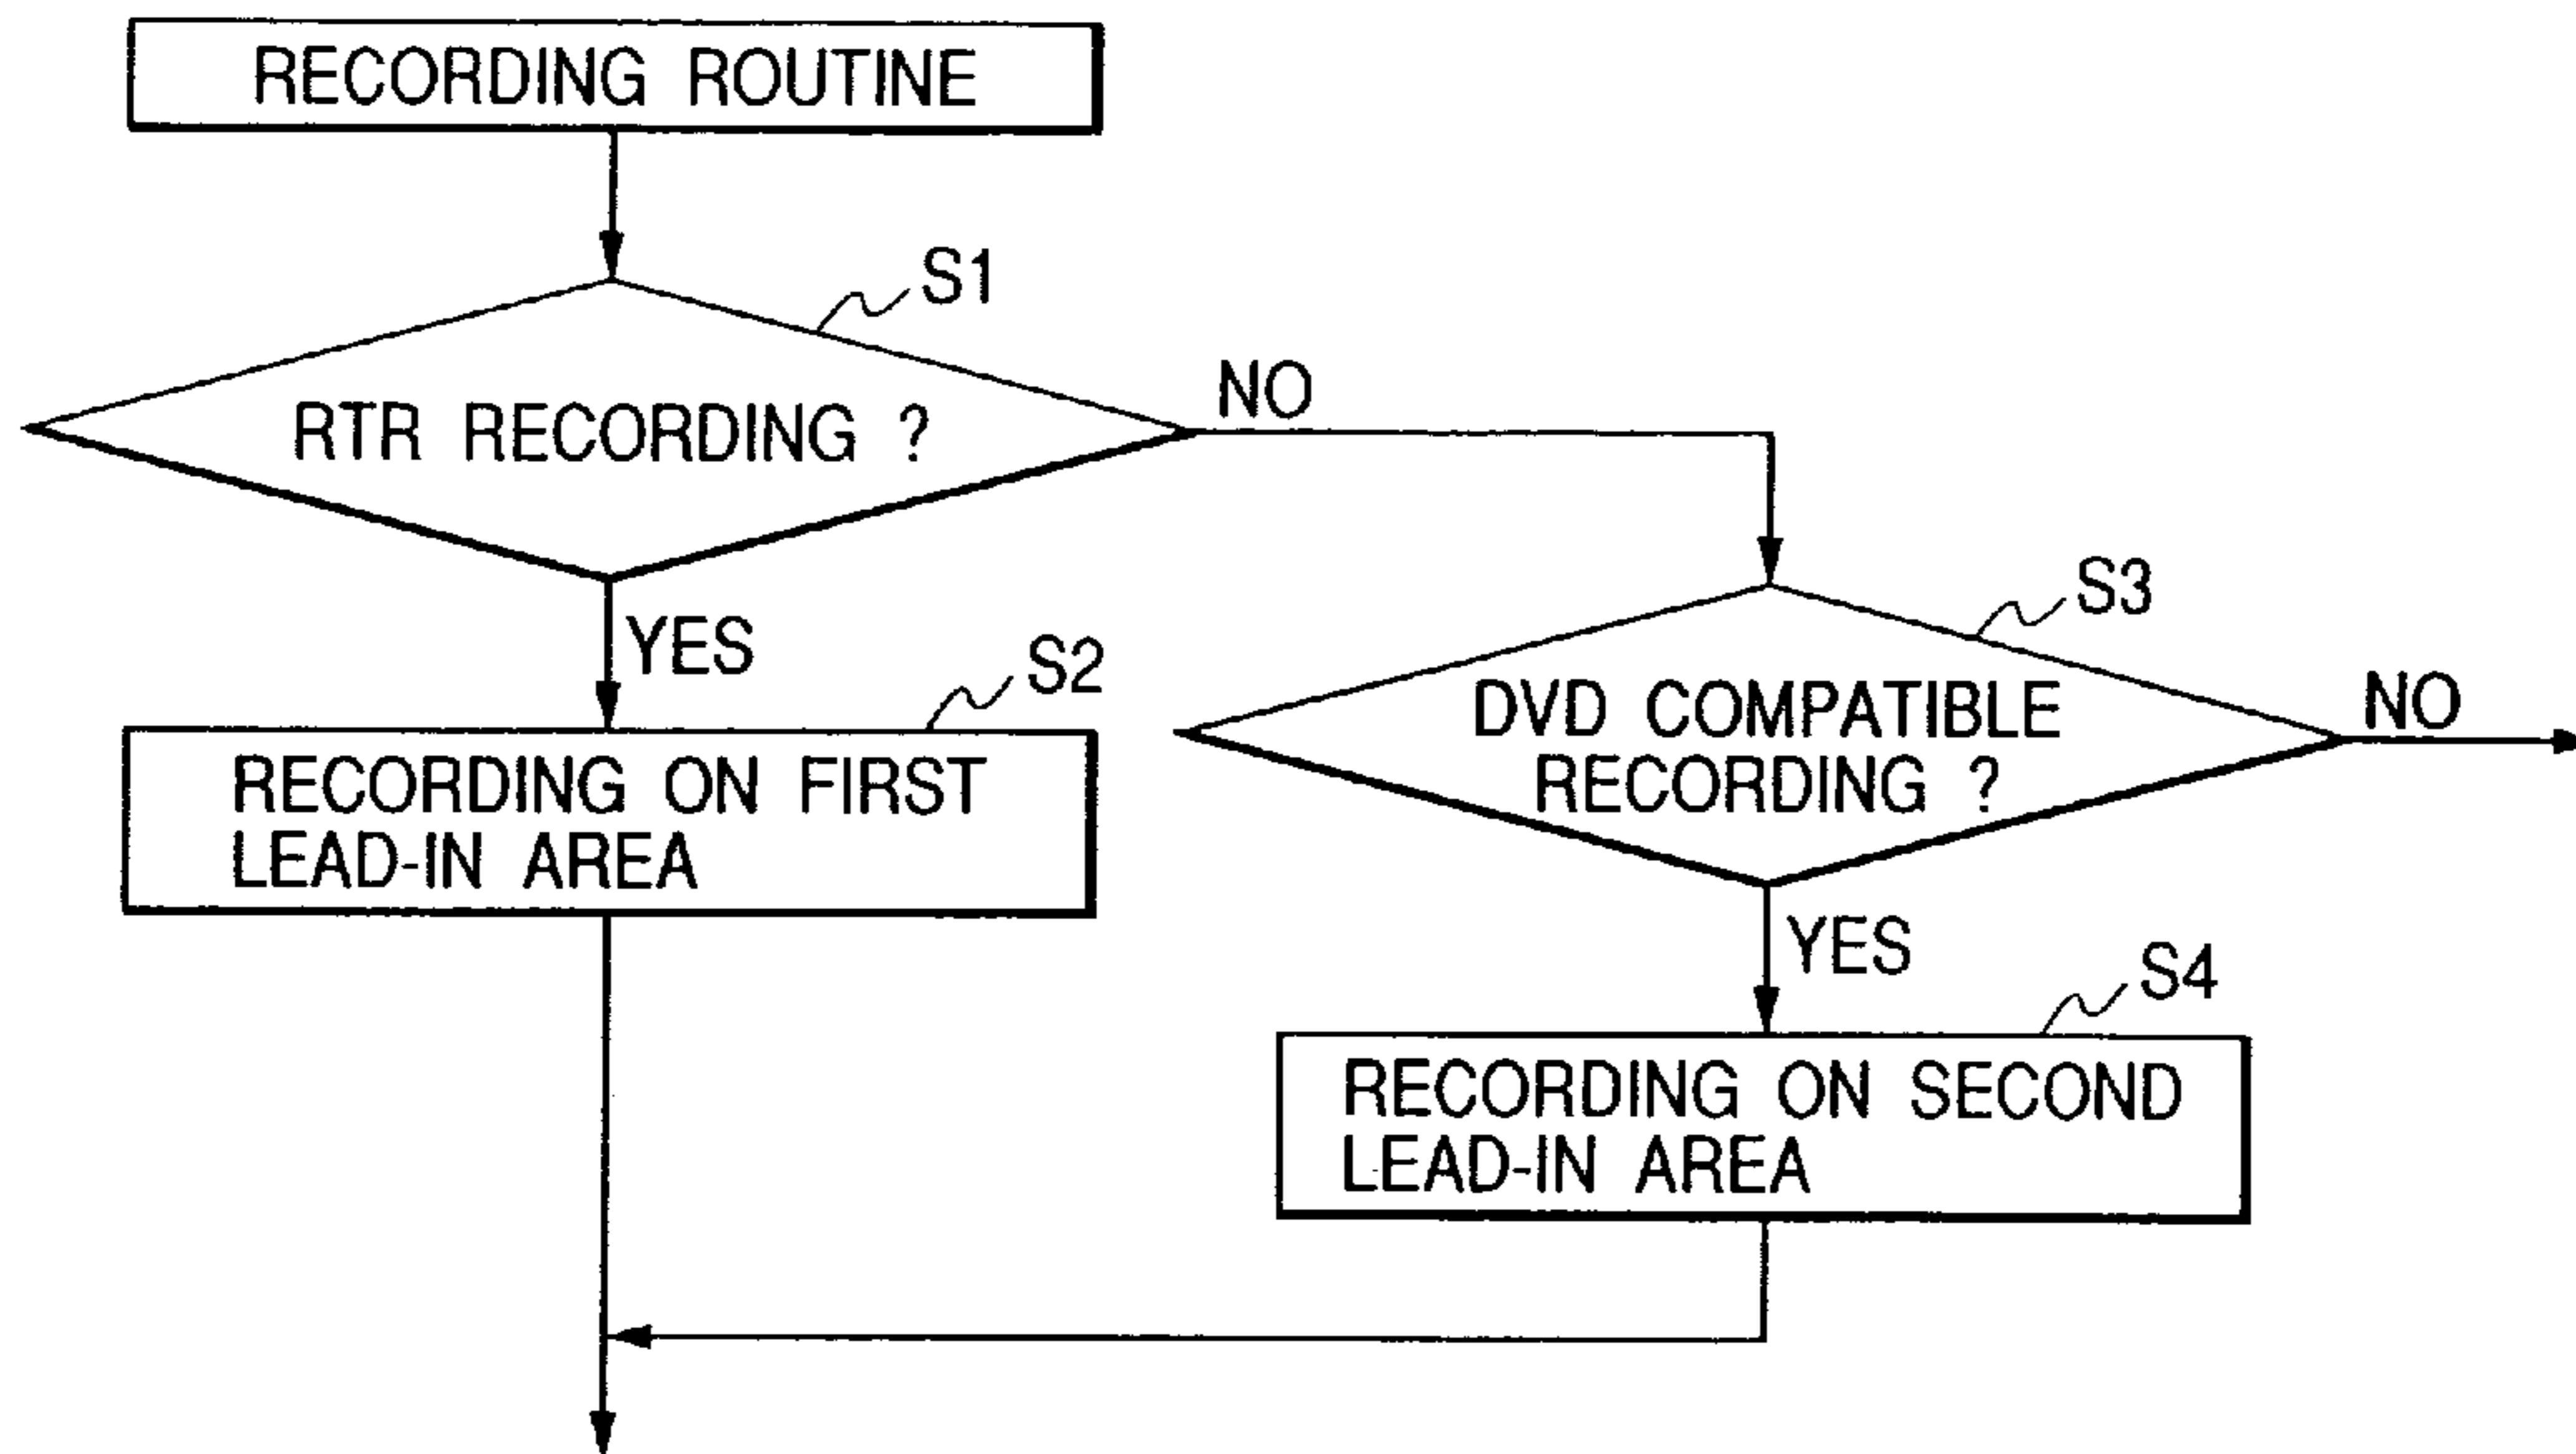 RECORDING ROUTINE
S1
RTR RECORDING ?
NO
YES
S2
RECORDING ON FIRST
LEAD-IN AREA
S3
DVD COMPATIBLE
RECORDING ?
NO
YES
S4
RECORDING ON SECOND
LEAD-IN AREA